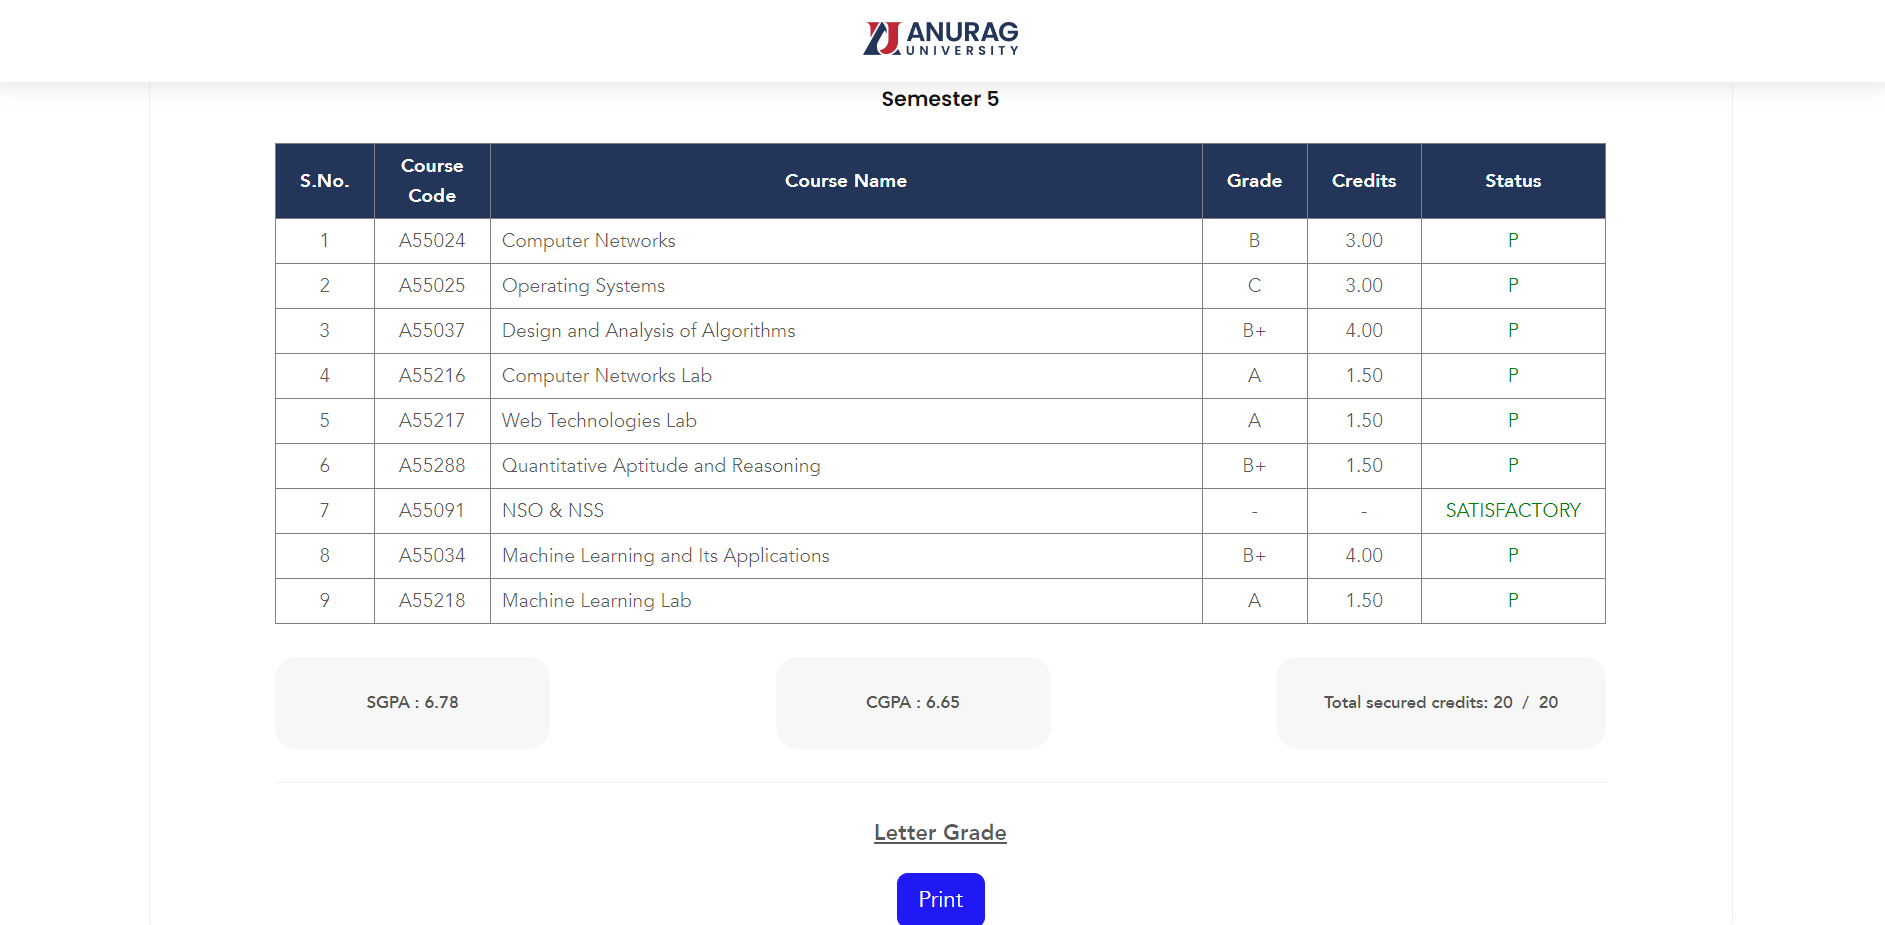 ANURAG
UNIVERSITY
Semester 5
S.No. Course Code Course Name Grade Credits Status
1 A55024 Computer Networks B 3.00 P
2 A55025 Operating Systems C 3.00 P
3 A55037 Design and Analysis of Algorithms B+ 4.00 P
4 A55216 Computer Networks Lab A 1.50 P
5 A55217 Web Technologies Lab A 1.50 P
6 A55288 Quantitative Aptitude and Reasoning B+ 1.50 P
7 A55091 NSO & NSS - - SATISFACTORY
8 A55034 Machine Learning and Its Applications B+ 4.00 P
9 A55218 Machine Learning Lab A 1.50 P
SGPA : 6.78 CGPA : 6.65 Total secured credits: 20 / 20
Letter Grade
Print